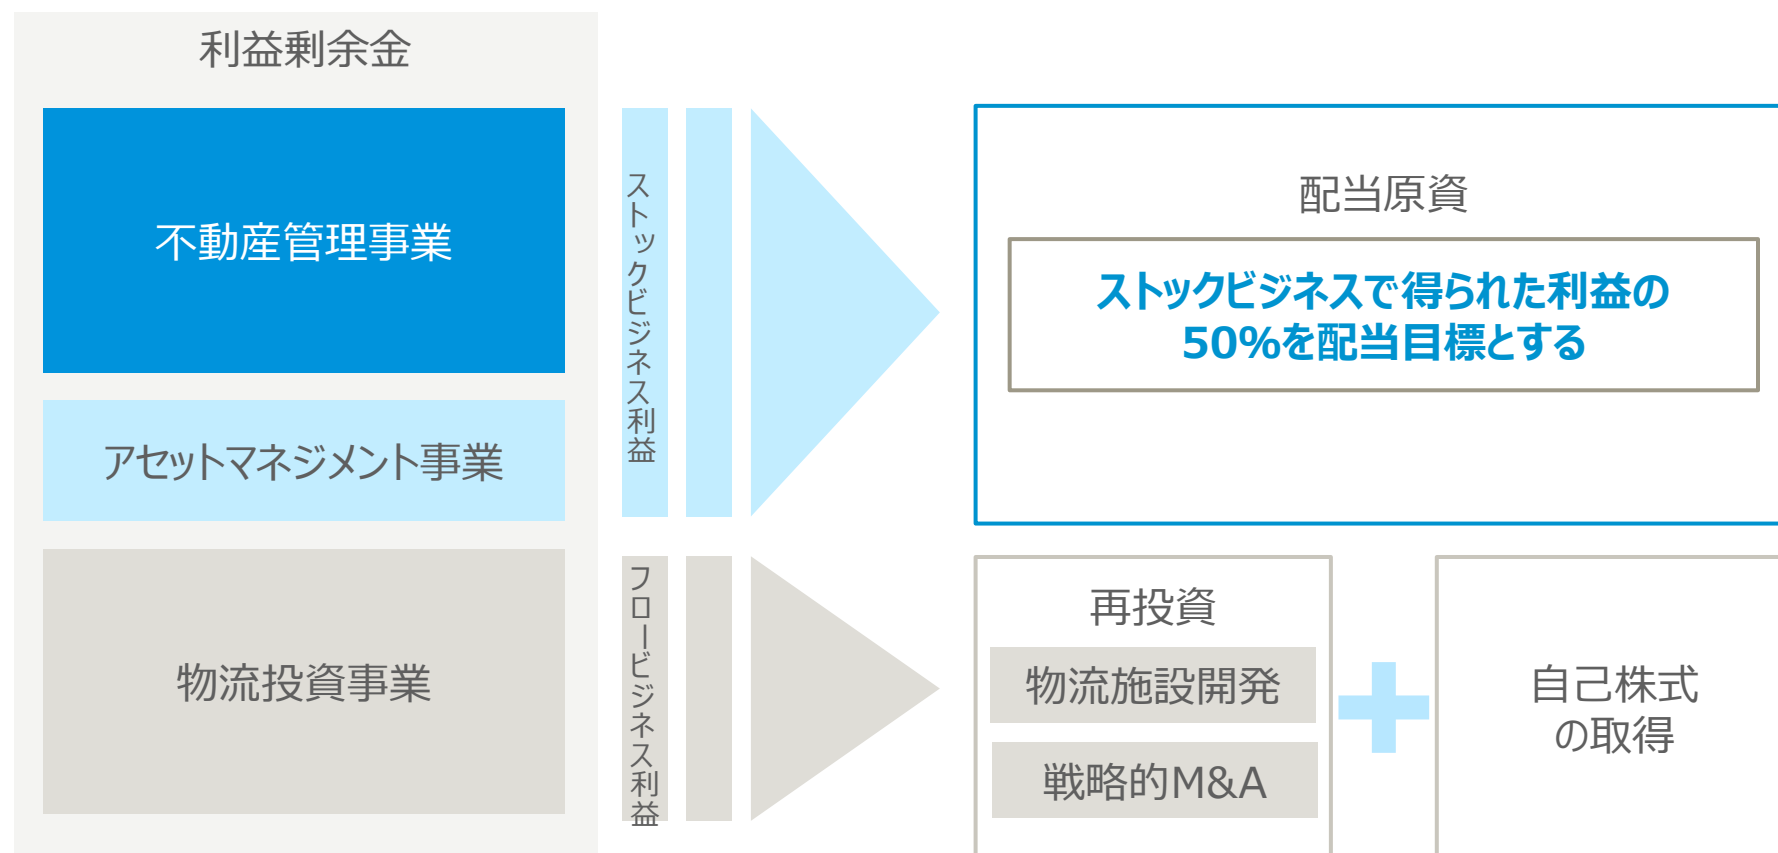 利益剰余金
不動産管理事業
アセットマネジメント事業
物流投資事業
ストックビジネス利益
フロービジネス利益
配当原資
ストックビジネスで得られた利益の
50%を配当目標とする
再投資
物流施設開発
戦略的M&A
自己株式
の取得